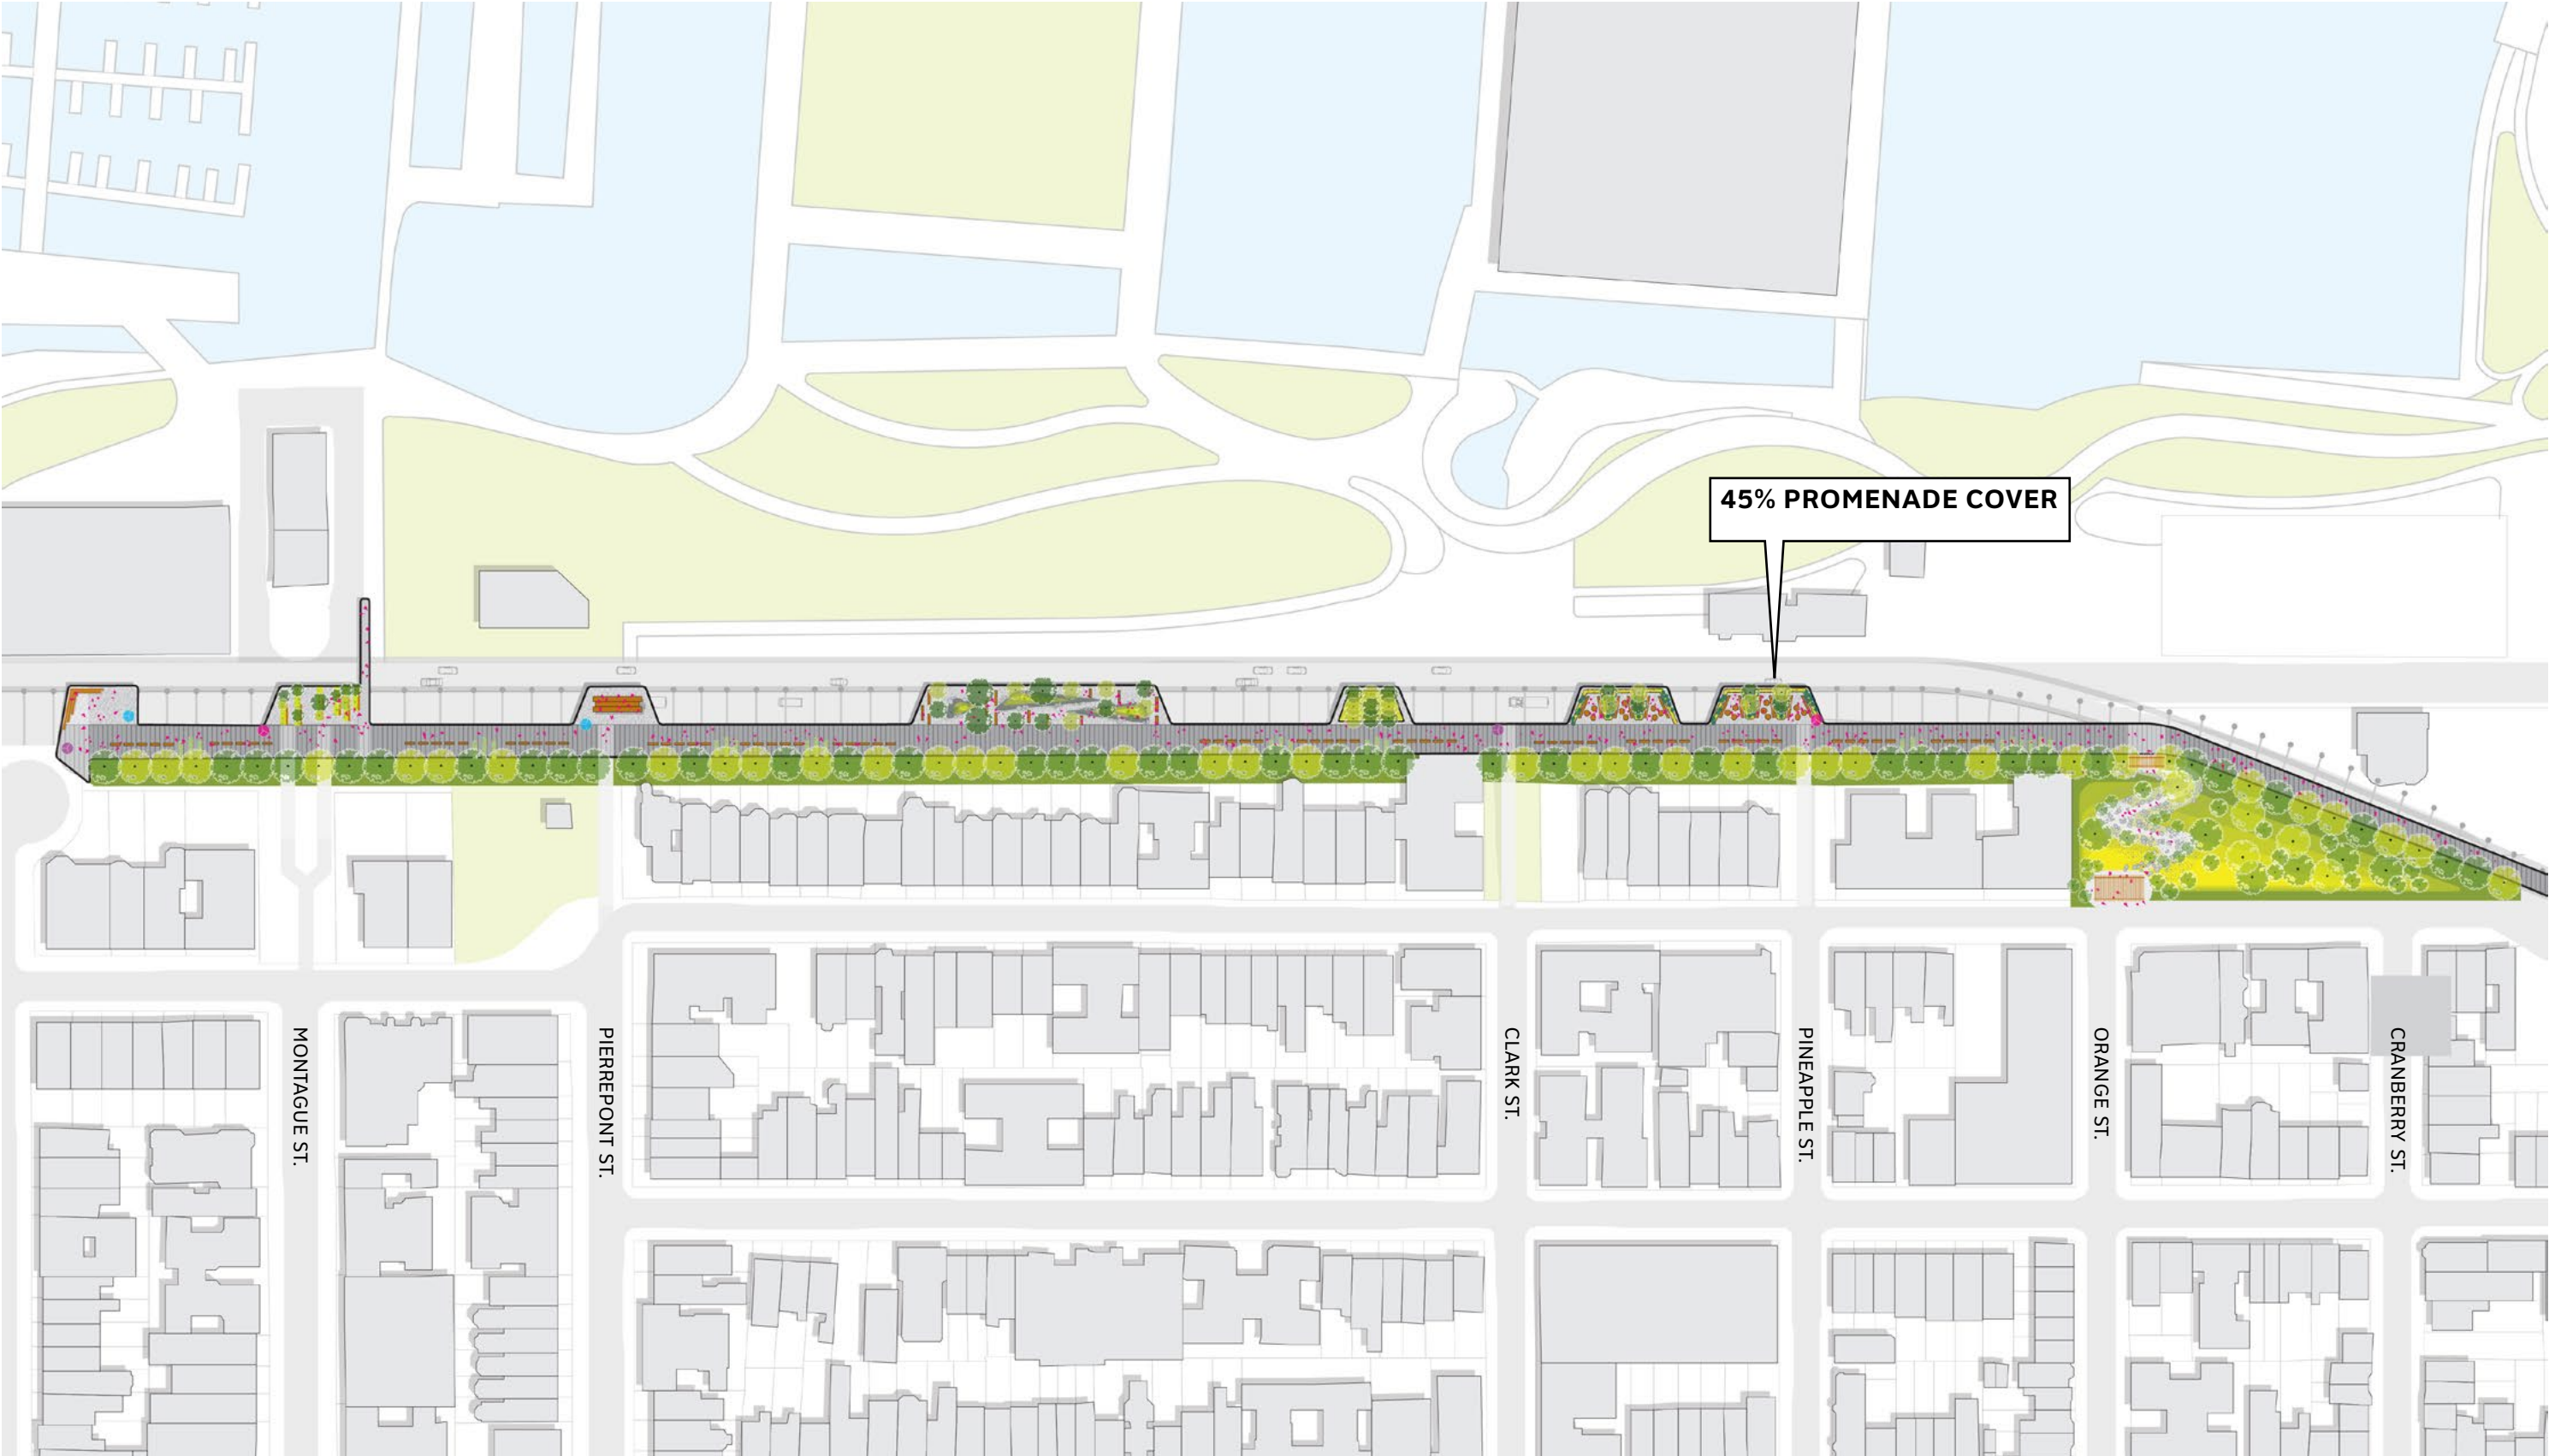 45% PROMENADE COVER
MONTAGUE ST.
PIERREPONT ST.
CLARK ST.
PINEAPPLE ST.
ORANGE ST.
CRANBERRY ST.